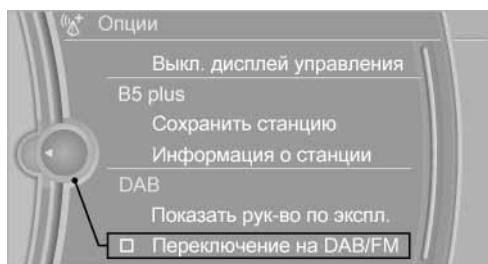 Опции
Выкл. дисплей управления
B5 plus
Сохранить станцию
Информация о станции
DAB
Показать рук-во по экспл.
Переключение на DAB/FM